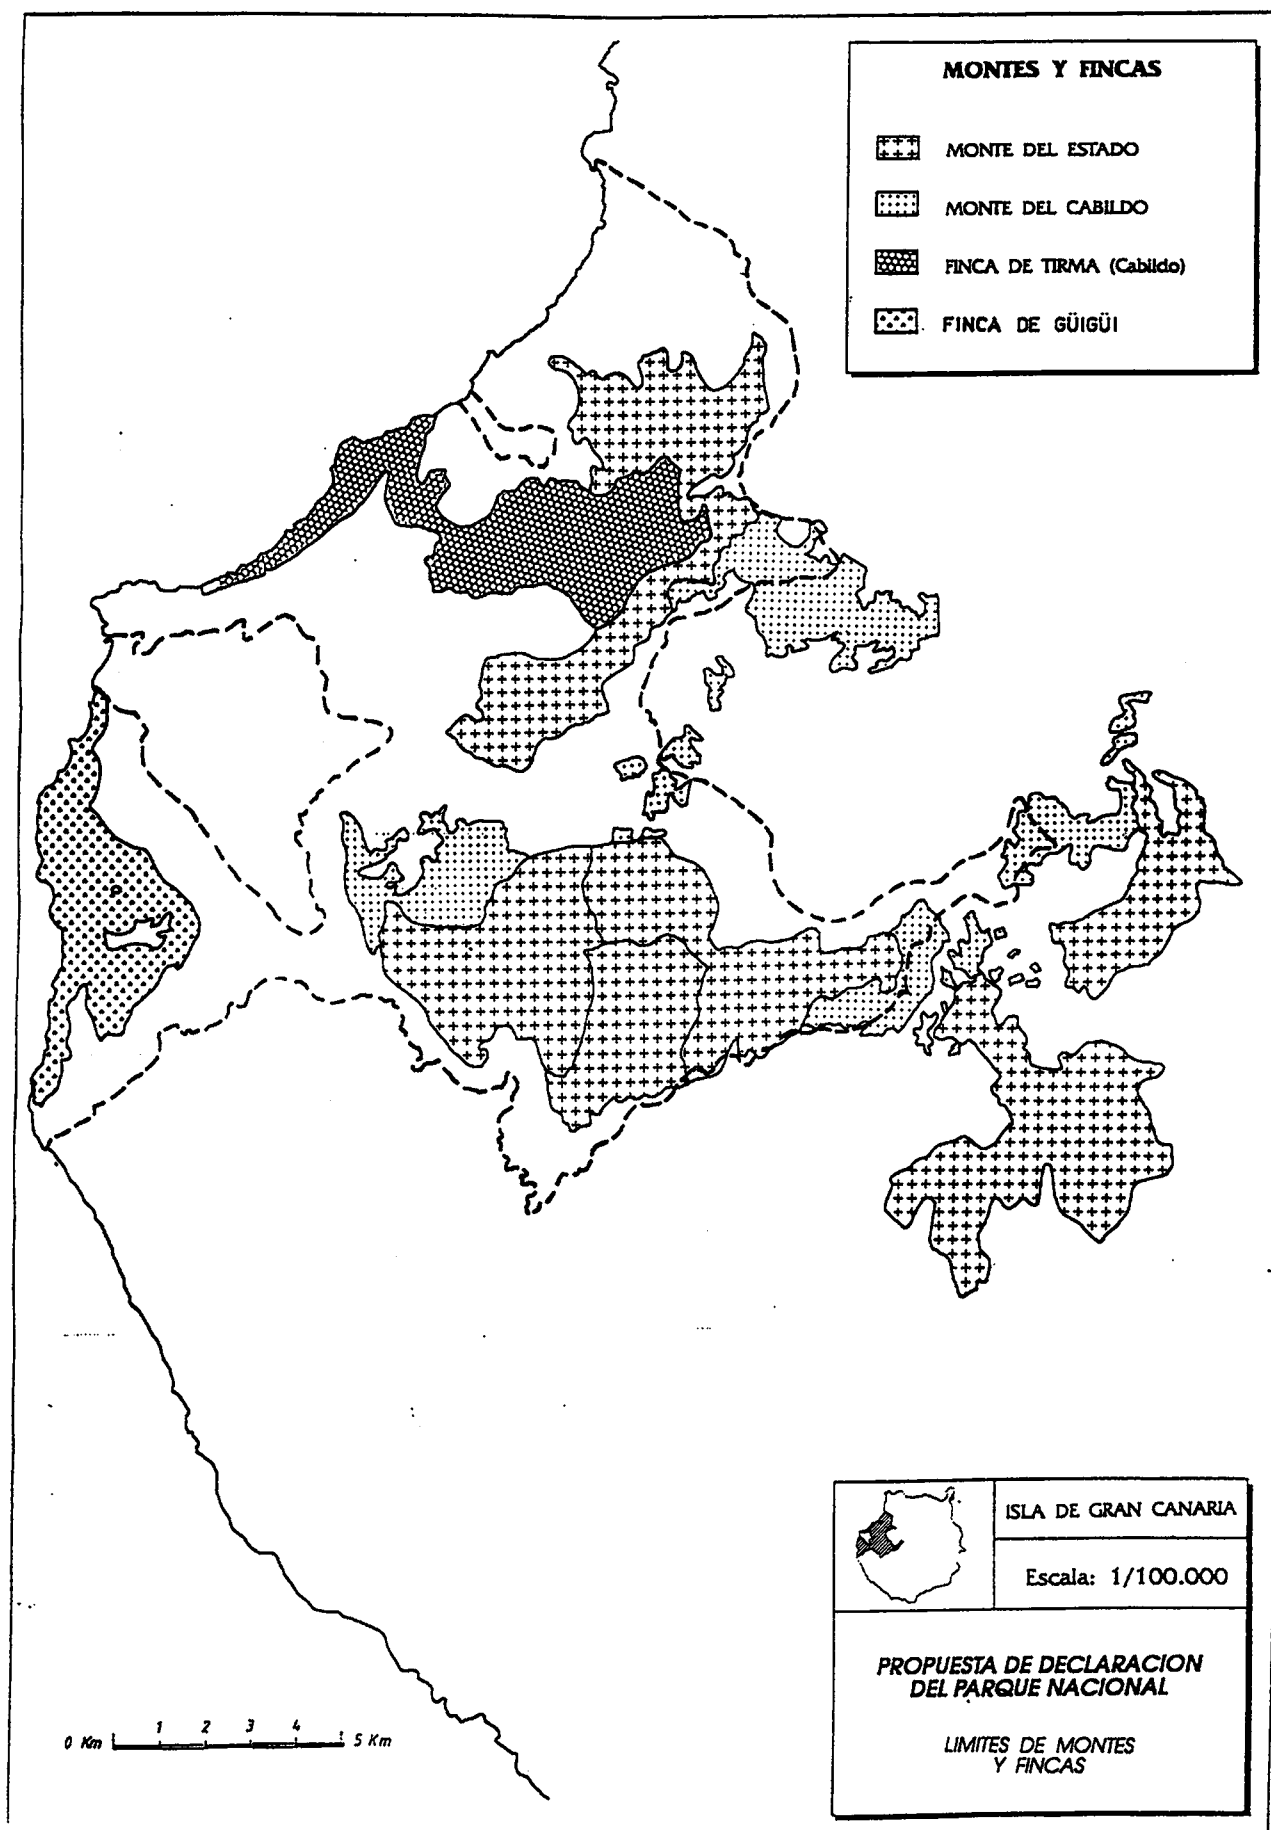 MONTES Y FINCAS
MONTE DEL ESTADO
MONTE DEL CABILDO
FINCA DE TIRMA (Cabildo)
FINCA DE GÜIGÜI
P
ISLA DE GRAN CANARIA
Escala: 1/100.000
PROPUESTA DE DECLARACION
DEL PARQUE NACIONAL
LIMITES DE MONTES
Y FINCAS
0 Km 1 2 3 4 5 Km